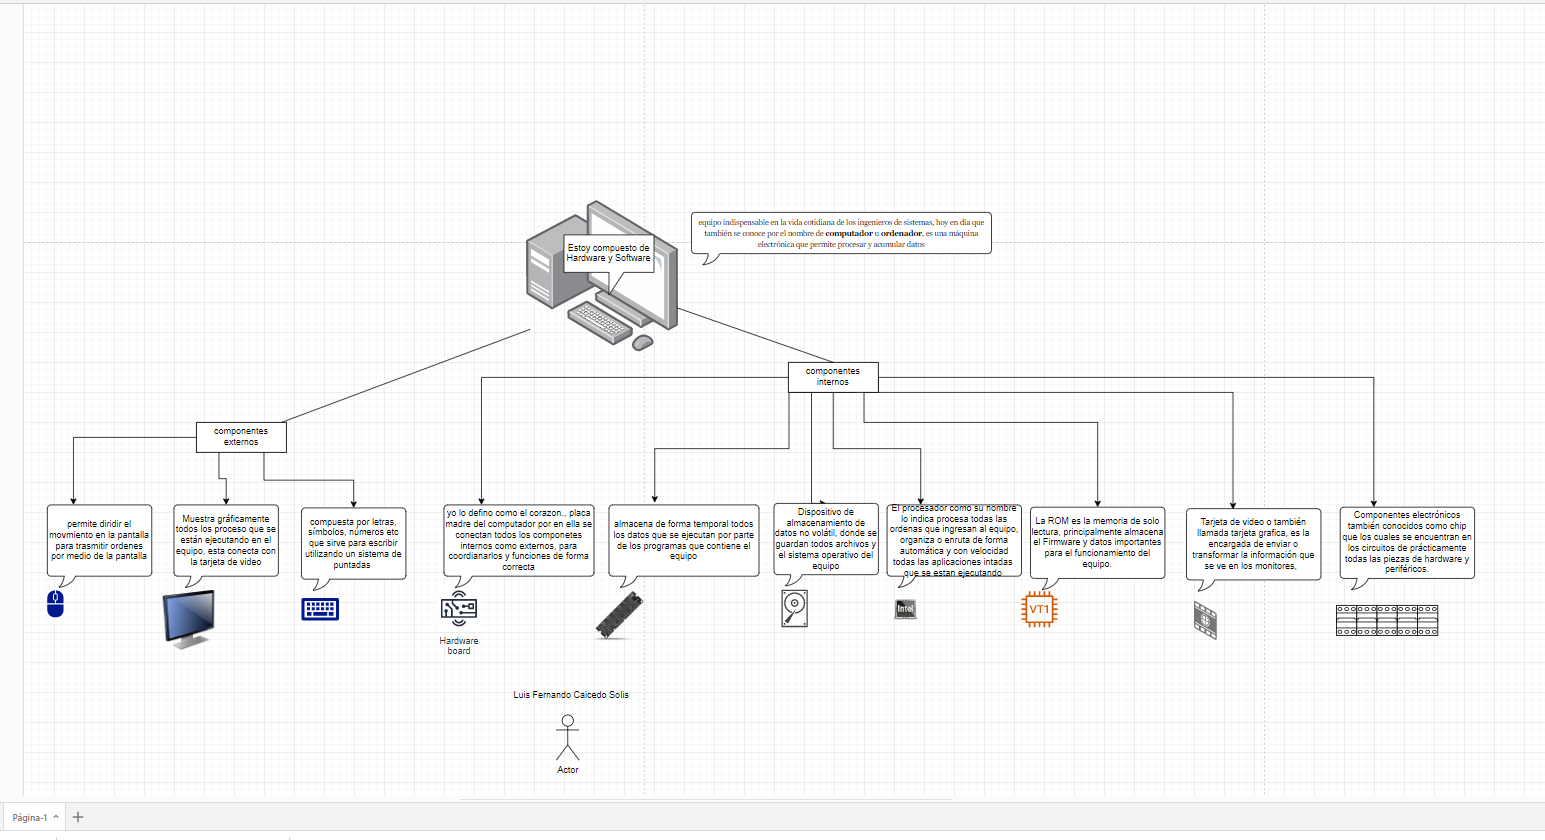 equipo indispensable en la vida cotidiana de los ingenieros de sistemas, hoy en día que
también se conoce por el nombre de computador u ordenador, es una máquina
electrónica que permite procesar y acumular datos
Estoy compuesto de
Hardware y Software
componentes
internos
componentes
externos
permite diridir el
movmiento en la pantalla
para trasmitir ordenes
por medio de la pantalla
Muestra gráficamente
todos los proceso que se
están ejecutando en el
equipo, esta conecta con
la tarjeta de video
compuesta por letras,
símbolos, números etc
que sirve para escribir
utilizando un sistema de
puntadas
yo lo defino como el corazon., placa
madre del computador por en ella se
conectan todos los componetes
internos como externos, para
coordianarlos y funciones de forma
correcta
almacena de forma temporal todos
los datos que se ejecutan por parte
de los programas que contiene el
equipo
Dispositivo de
almacenamiento de
datos no volátil, donde se
guardan todos archivos y
el sistema operativo del
equipo
El procesador como su nombre
lo indica procesa todas las
ordenas que ingresan al equipo,
organiza o enruta de forma
automática y con velocidad
todas las aplicaciones intadas
que se estan ejecutando
La ROM es la memoria de solo
lectura, principalmente almacena
el Firmware y datos importantes
para el funcionamiento del
equipo.
Tarjeta de video o también
llamada tarjeta grafica, es la
encargada de enviar o
transformar la información que
se ve en los monitores,
Componentes electrónicos
también conocidos como chip
que los cuales se encuentran en
los circuitos de prácticamente
todas las piezas de hardware y
periféricos.
Intel
VT1
Hardware
board
Luis Fernando Caicedo Solis
Actor
Página-1